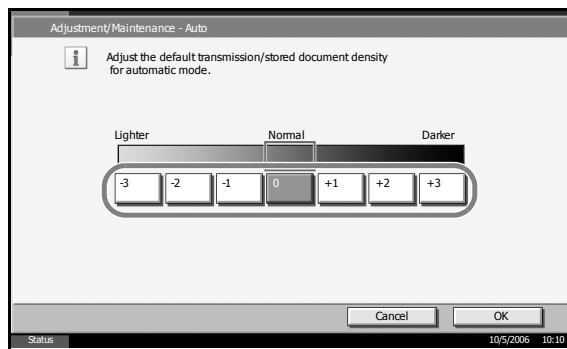 Adjustment/Maintenance - Auto
Adjust the default transmission/stored document density
for automatic mode.
Lighter Normal Darker
-3 -2 -1 0 +1 +2 +3
Cancel OK
Status 10/5/2006 10:10